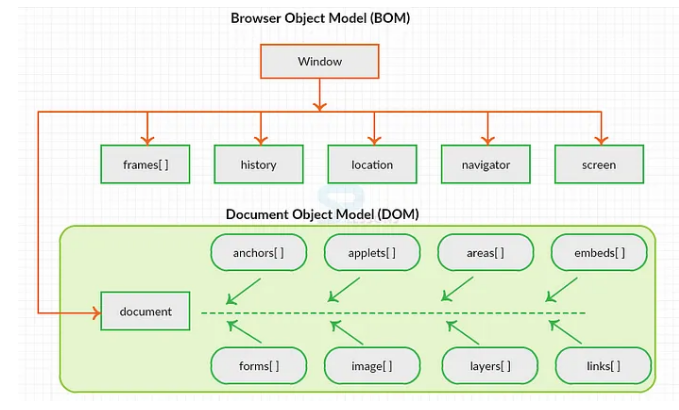 Browser Object Model (BOM)
Window
frames[ ]
history
location
navigator
screen
Document Object Model (DOM)
anchors[ ]
applets[ ]
areas[ ]
embeds[ ]
document
forms[ ]
image[ ]
layers[ ]
links[ ]